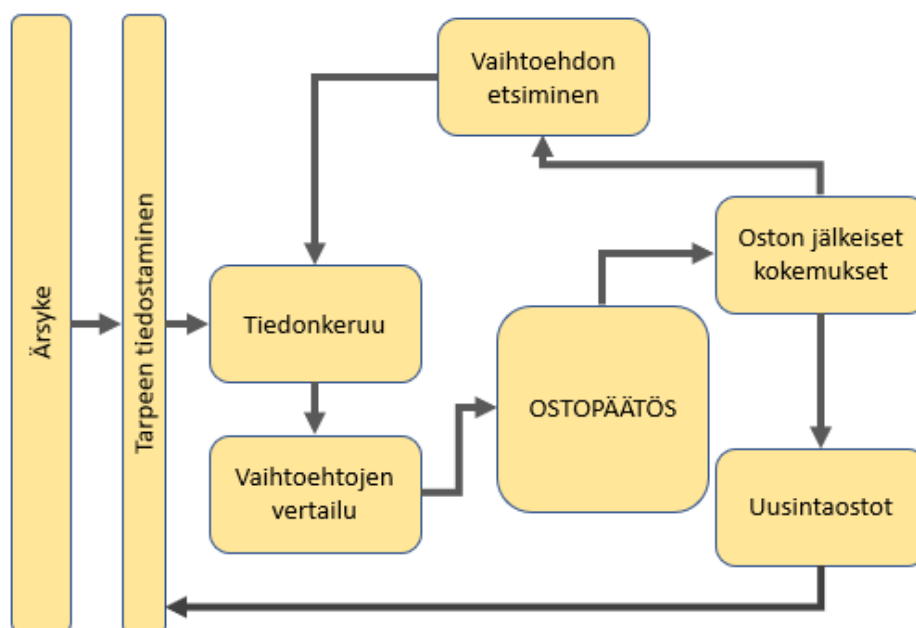 Ärsyke
Tarpeen tiedostaminen
Vaihtoehdon
etsiminen
Tiedonkeruu
Vaihtoehtojen
vertailu
OSTOPÄÄTÖS
Oston jälkeiset
kokemukset
Uusintaostot